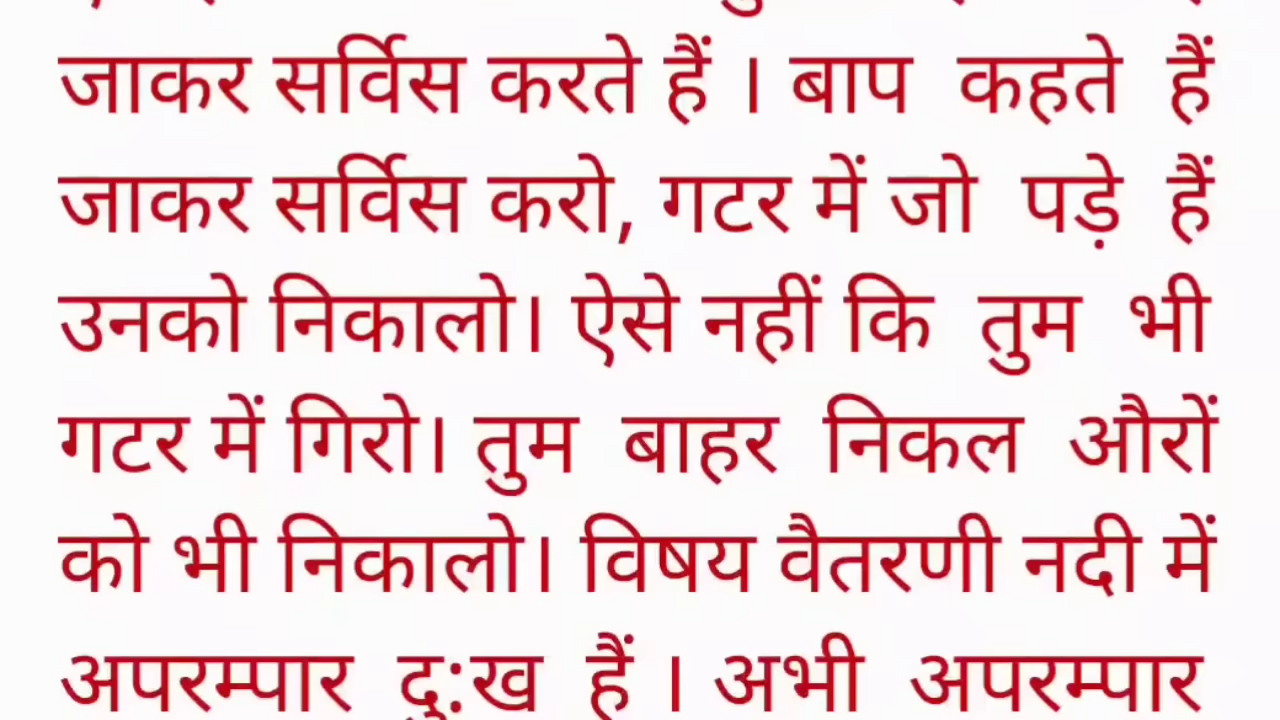 जाकर सर्विस करते हैं । बाप कहते हैं
जाकर सर्विस करो, गटर में जो पड़े हैं
उनको निकालो। ऐसे नहीं कि तुम भी
गटर में गिरो। तुम बाहर निकल औरों
को भी निकालो। विषय वैतरणी नदी में
अपरम्पार दु:ख हैं । अभी अपरम्पार